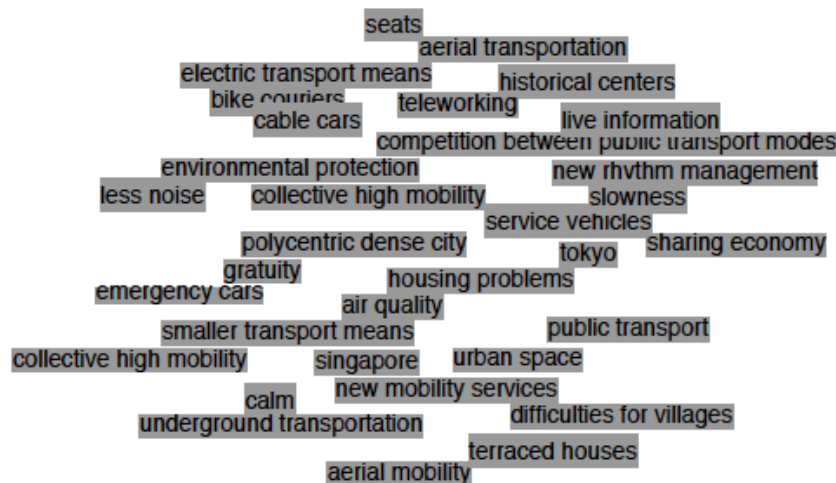 seats
aerial transportation
electric transport means
historical centers
bike couriers
teleworking
cable cars
live information
competition between public transport modes
environmental protection
new rhythm management
less noise
collective high mobility
slowness
service vehicles
polycentric dense city
tokyo
sharing economy
gratuity
housing problems
emergency cars
air quality
smaller transport means
public transport
collective high mobility
singapore
urban space
new mobility services
calm
difficulties for villages
underground transportation
terraced houses
aerial mobility